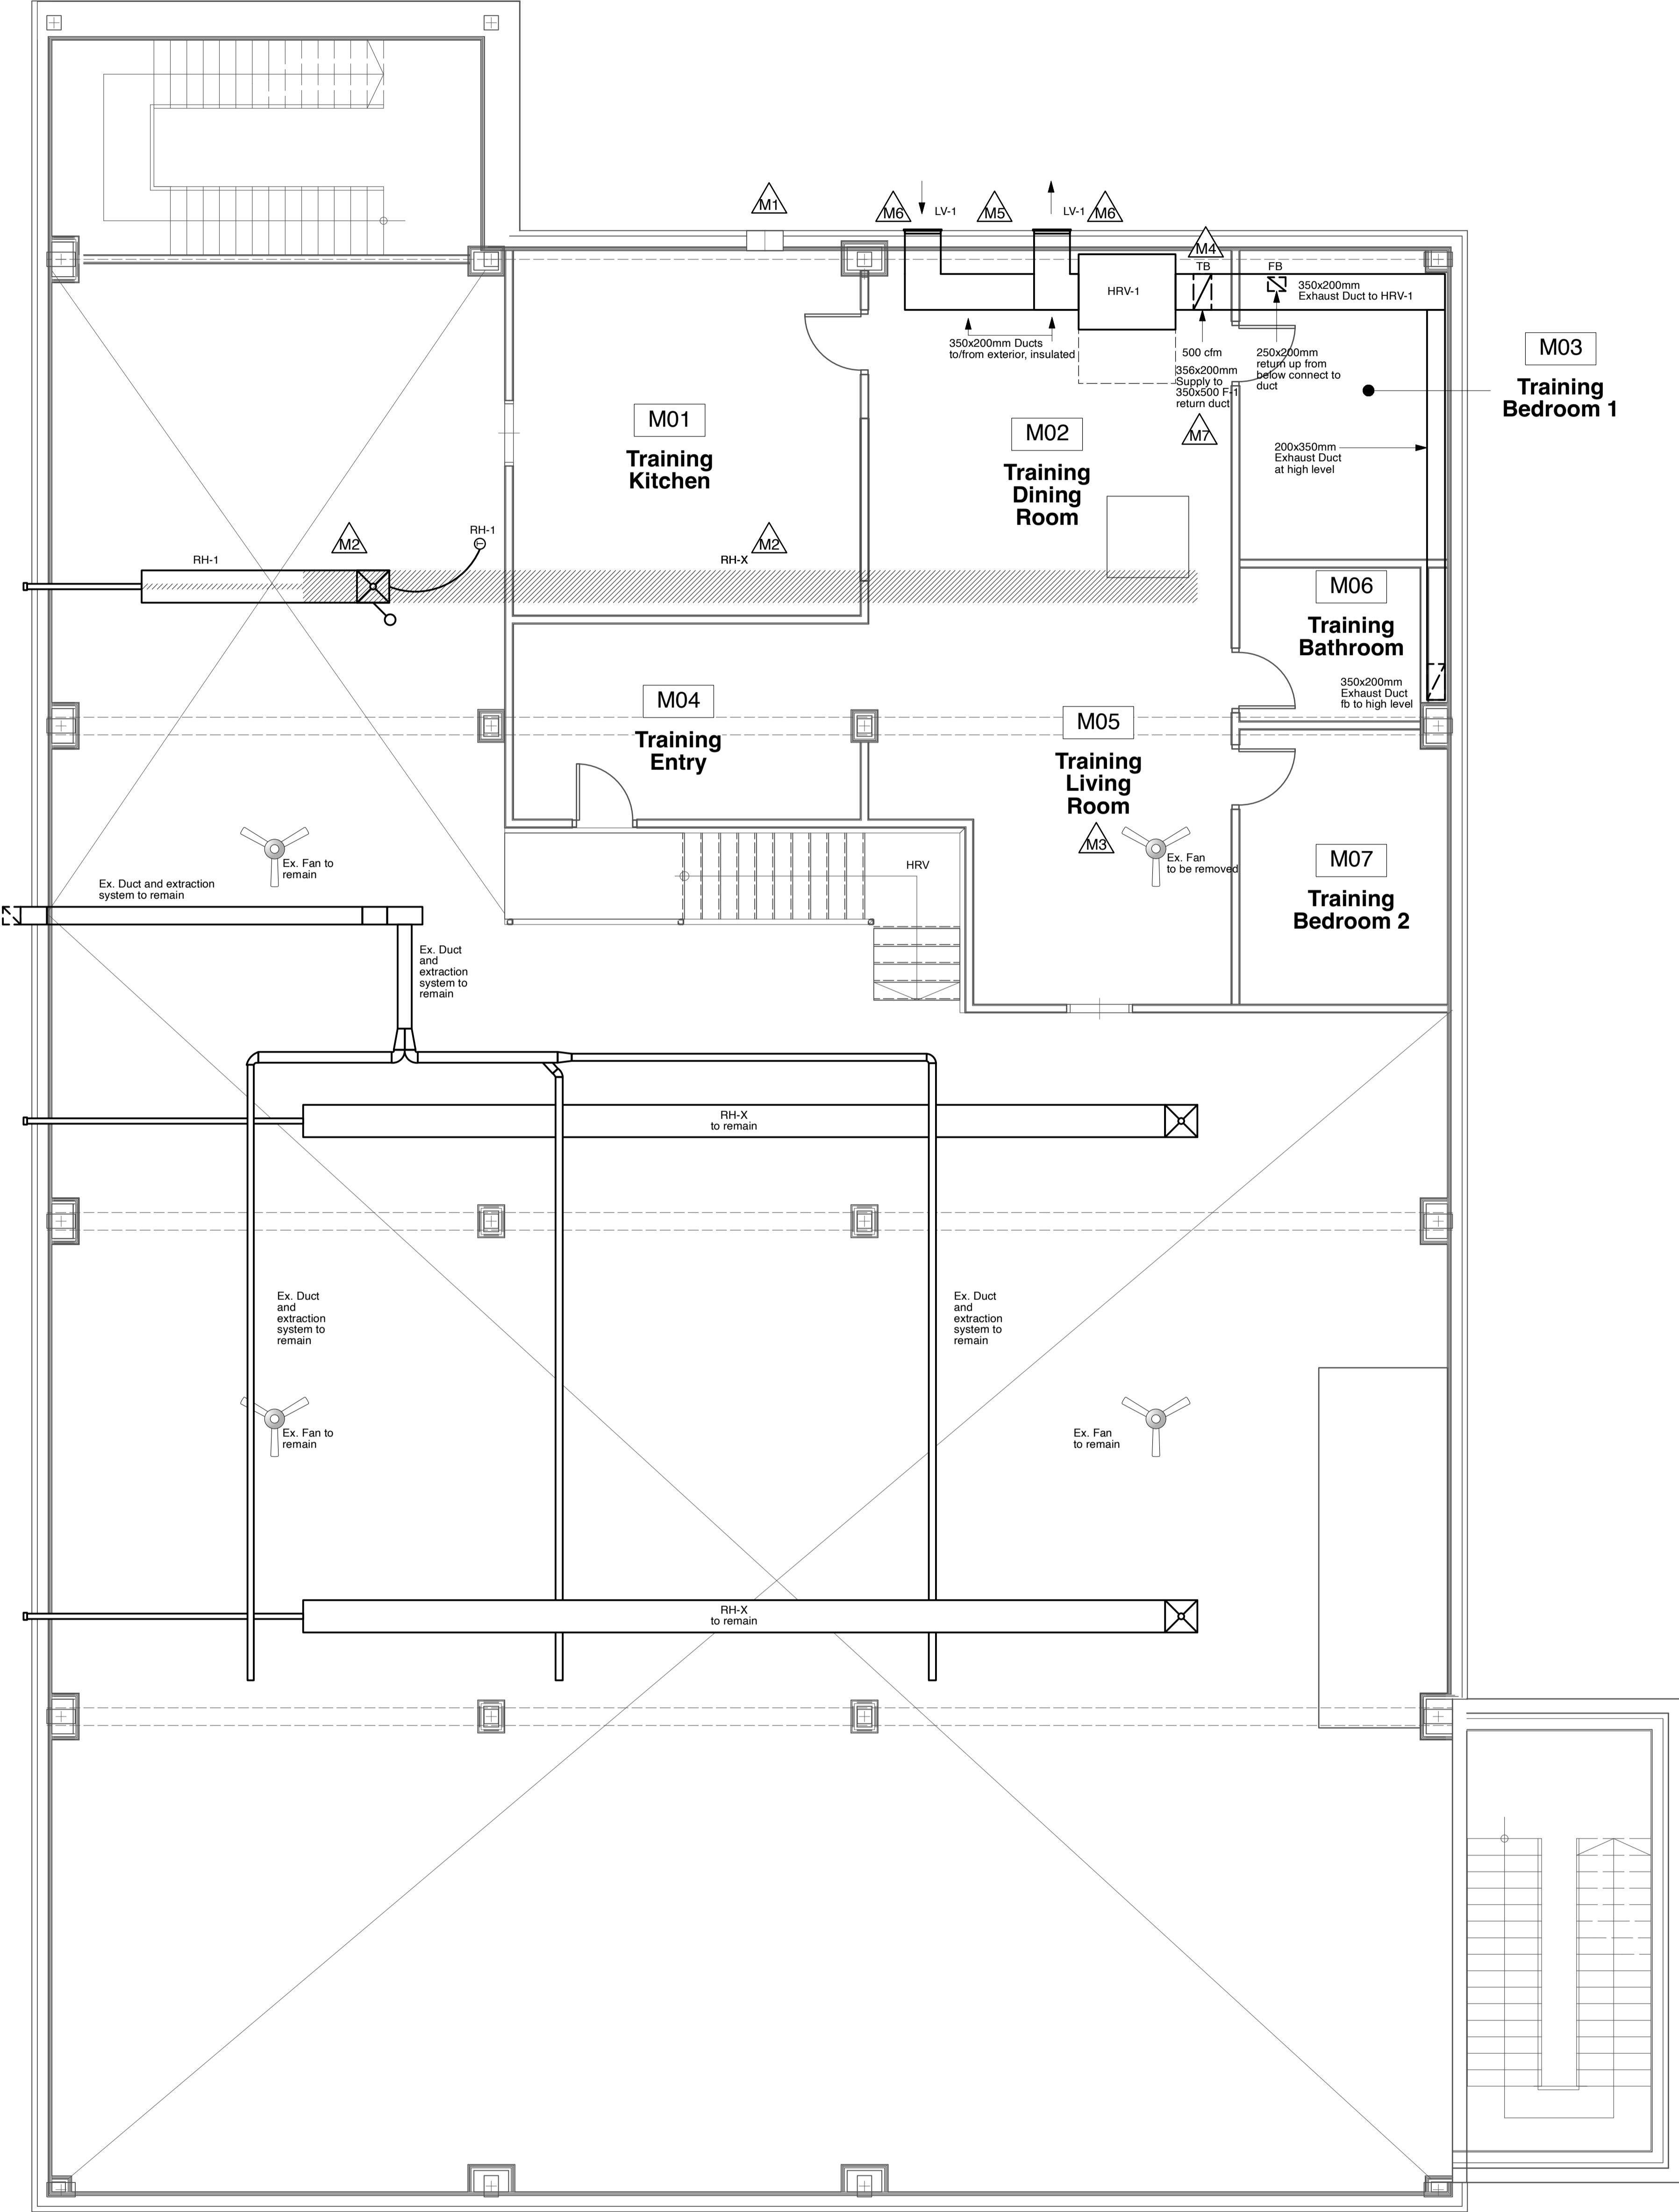 M1
M6
LV-1
M5
LV-1
M6
M4
TB
FB
HRV-1
350x200mm
Exhaust Duct to HRV-1
350x200mm Ducts
to/from exterior, insulated
500 cfm
356x200mm
Supply to
350x500 F-1
return duct
M7
250x200mm
return up from
below connect to
duct
M03
Training
Bedroom 1
200x350mm
Exhaust Duct
at high level
M01
Training
Kitchen
M02
Training
Dining
Room
RH-1
M2
RH-1
T
RH-X
M2
M06
Training
Bathroom
350x200mm
Exhaust Duct
fb to high level
M04
Training
Entry
M05
Training
Living
Room
M3
Ex. Fan
to be removed
M07
Training
Bedroom 2
HRV
Ex. Fan to
remain
Ex. Duct and extraction
system to remain
Ex. Duct
and
extraction
system to
remain
RH-X
to remain
Ex. Duct
and
extraction
system to
remain
Ex. Duct
and
extraction
system to
remain
Ex. Fan to
remain
Ex. Fan
to remain
RH-X
to remain